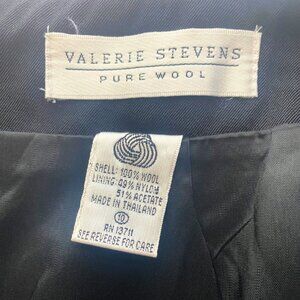 VALERIE STEVENS
PURE WOOL
SHELL: 100% WOOL
LINING: 49% NYLON
51% ACETATE
MADE IN THAILAND
10
RN 13711
SEE REVERSE FOR CARE